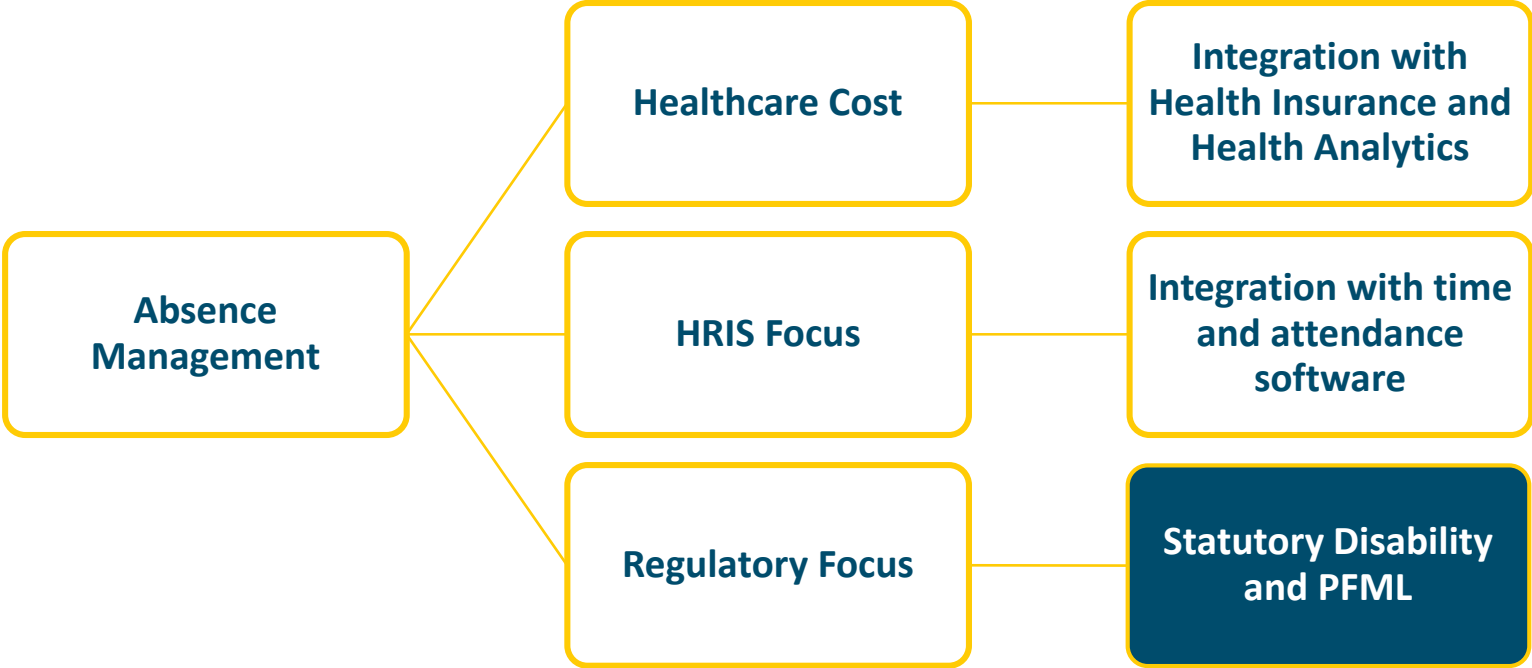 Absence
Management
Healthcare Cost
Integration with
Health Insurance and
Health Analytics
HRIS Focus
Integration with time
and attendance
software
Regulatory Focus
Statutory Disability
and PFML